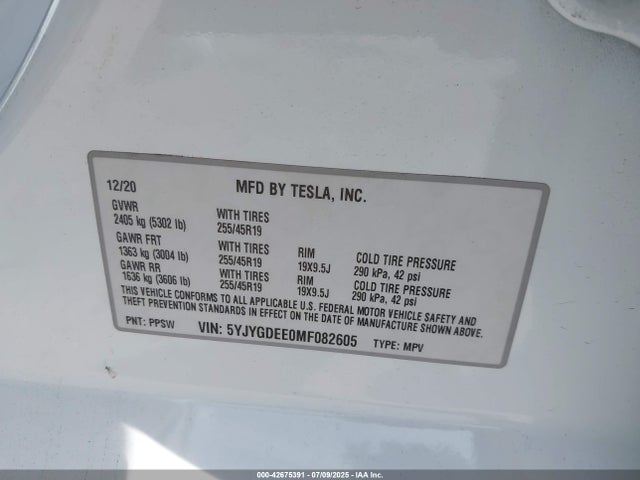 12/20 MFD BY TESLA, INC.
GVWR
2405 kg (5302 lb) WITH TIRES 255/45R19
GAWR FRT
1363 kg (3004 lb) WITH TIRES 255/45R19 RIM 19X9.5J COLD TIRE PRESSURE 290 kPa, 42 psi
GAWR RR
1636 kg (3606 lb) WITH TIRES 255/45R19 RIM 19X9.5J COLD TIRE PRESSURE 290 kPa, 42 psi
THIS VEHICLE CONFORMS TO ALL APPLICABLE U.S. FEDERAL MOTOR VEHICLE SAFETY AND
THEFT PREVENTION STANDARDS IN EFFECT ON THE DATE OF MANUFACTURE SHOWN ABOVE.
PNT: PPSW VIN: 5YJYGDEE0MF082605 TYPE: MPV
000-42675391 - 07/09/2025 - IAA Inc.